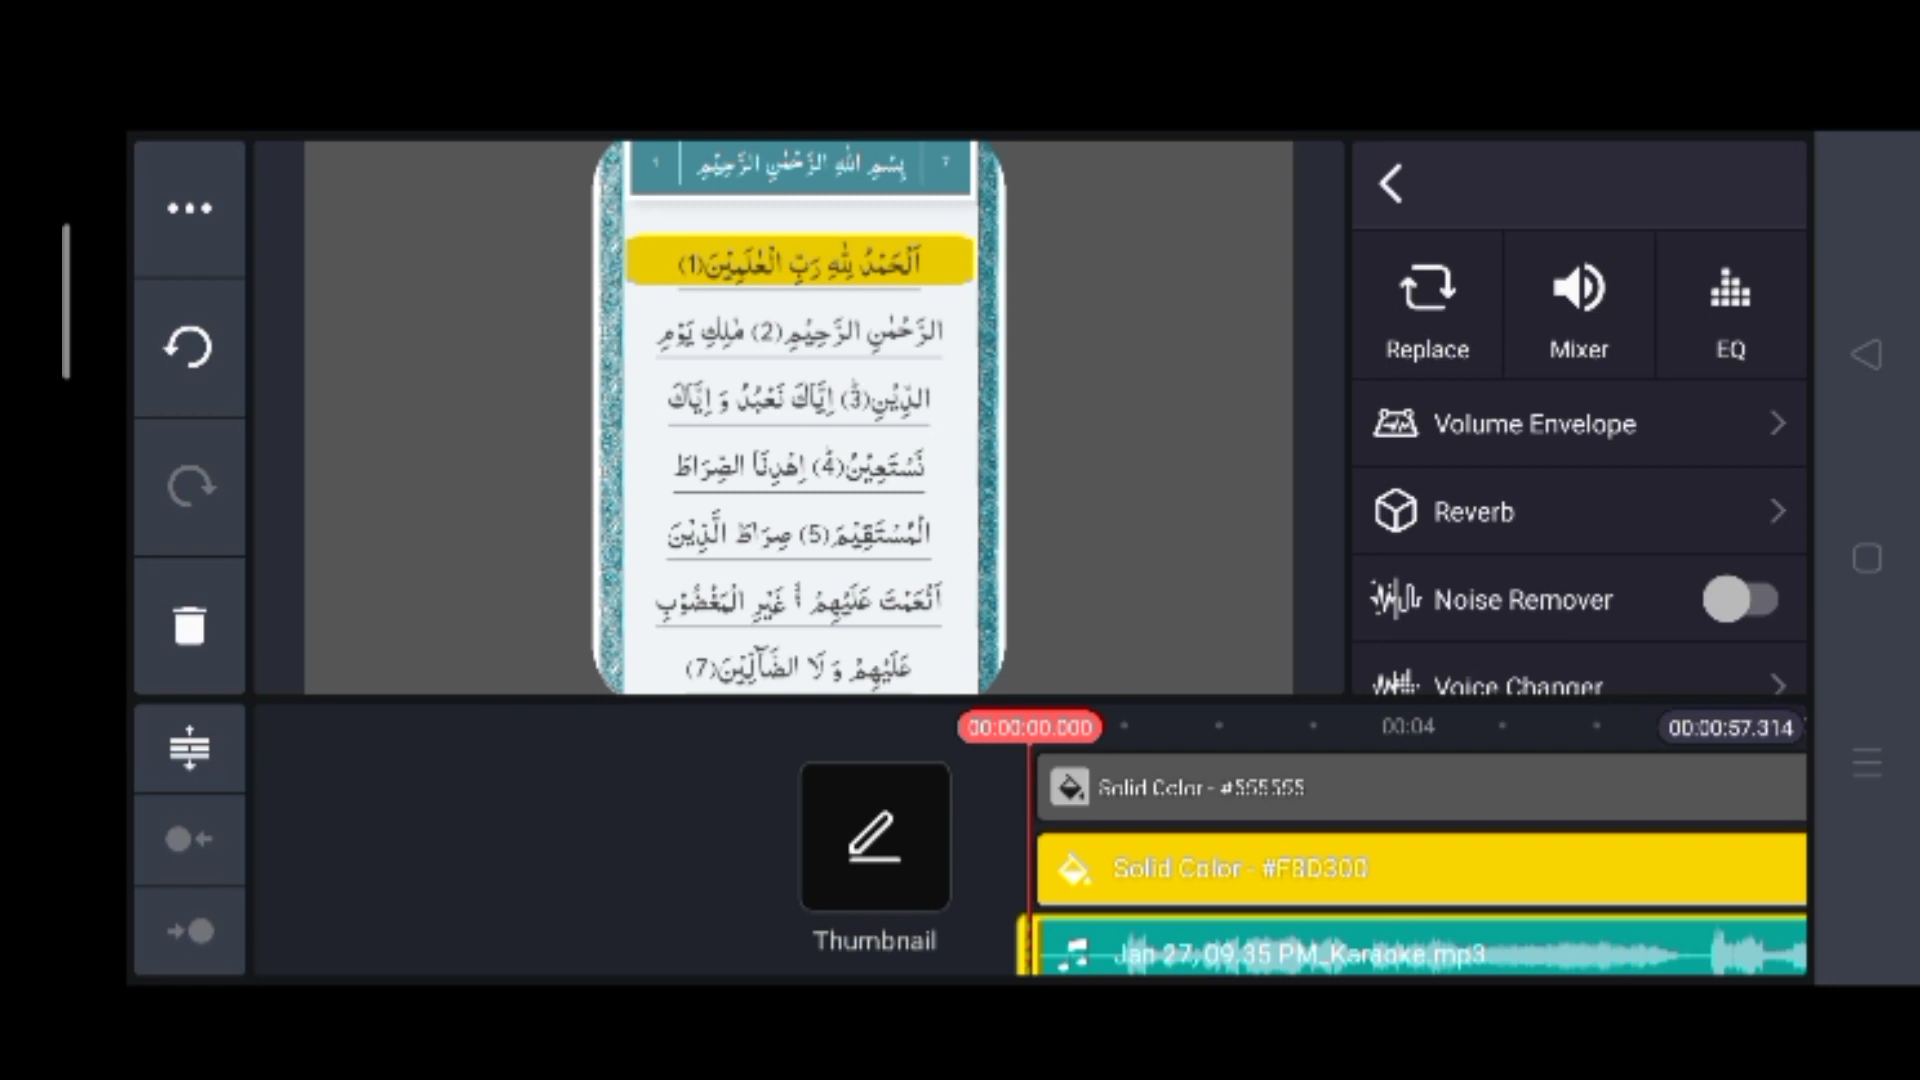 بِسْمِ اللّٰهِ الرَّحْمٰنِ الرَّحِيْمِ
اَلْحَمْدُ لِلّٰهِ رَبِّ الْعٰلَمِيْنَ(1)
الرَّحْمٰنِ الرَّحِيْمِ(2) مٰلِكِ يَوْمِ
الدِّيْنِ(3) اِيَّاكَ نَعْبُدُ وَ اِيَّاكَ
نَسْتَعِيْنُ(4) اِهْدِنَا الصِّرَاطَ
الْمُسْتَقِيْمَ(5) صِرَاطَ الَّذِيْنَ
اَنْعَمْتَ عَلَيْهِمْ غَيْرِ الْمَغْضُوْبِ
عَلَيْهِمْ وَ لَا الضَّآلِّيْنَ(7)
Replace
Mixer
EQ
Volume Envelope
Reverb
Noise Remover
Voice Changer
00:00:00.000
00:04
00:00:57.314
Solid Color - #555555
Solid Color - #F8D300
Jan 27, 09.35 PM_Karaoke.mp3
Thumbnail